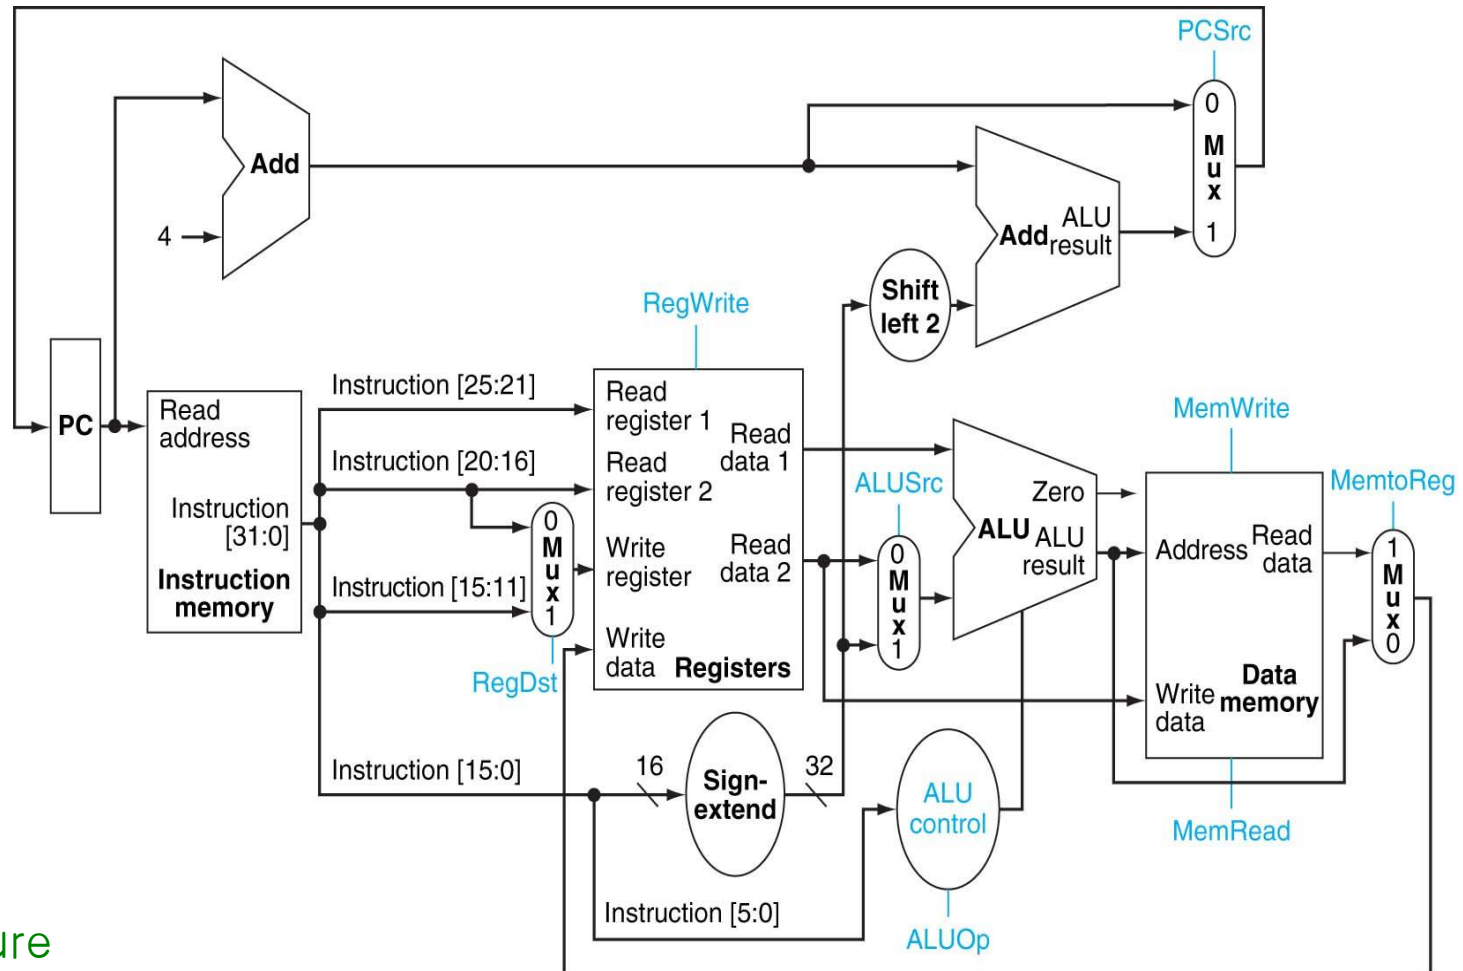 PCSrc
0
M
u
x
1
Add
4
Add
ALU
result
Shift
left 2
RegWrite
PC
Read
address
Instruction
[31:0]
Instruction
memory
Instruction [25:21]
Instruction [20:16]
Instruction [15:11]
Instruction [15:0]
Instruction [5:0]
0
M
u
x
1
RegDst
Read
register 1
Read
register 2
Write
register
Write
data
Read
data 1
Read
data 2
Registers
16
Sign-
extend
32
ALUSrc
0
M
u
x
1
Zero
ALU
ALU
result
ALU
control
ALUOp
MemWrite
Address
Read
data
Write
data
Data
memory
MemRead
MemtoReg
1
M
u
x
0
ure